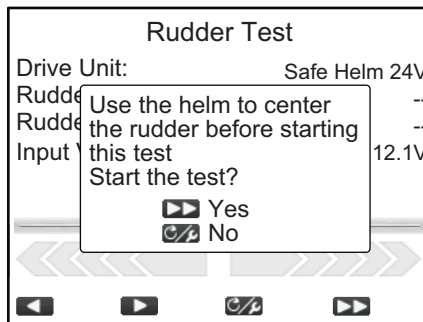 Rudder Test
Drive Unit: Safe Helm 24V
Use the helm to center
the rudder before starting
this test
Start the test?
Yes
No
Input 12.1V
--
--